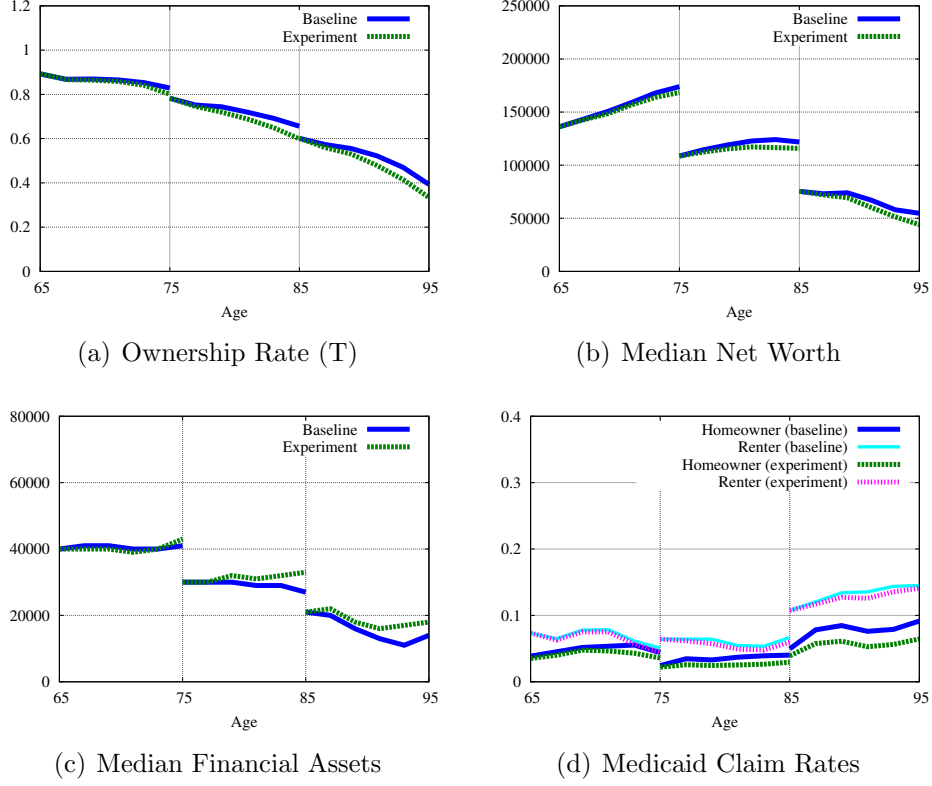 1.2
1
0.8
0.6
0.4
0.2
0
65 75 85 95
Age
Baseline
Experiment
(a) Ownership Rate (T)
250000
200000
150000
100000
50000
0
65 75 85 95
Age
Baseline
Experiment
(b) Median Net Worth
80000
60000
40000
20000
0
65 75 85 95
Age
Baseline
Experiment
(c) Median Financial Assets
0.4
0.3
0.2
0.1
0
65 75 85 95
Age
Homeowner (baseline)
Renter (baseline)
Homeowner (experiment)
Renter (experiment)
(d) Medicaid Claim Rates